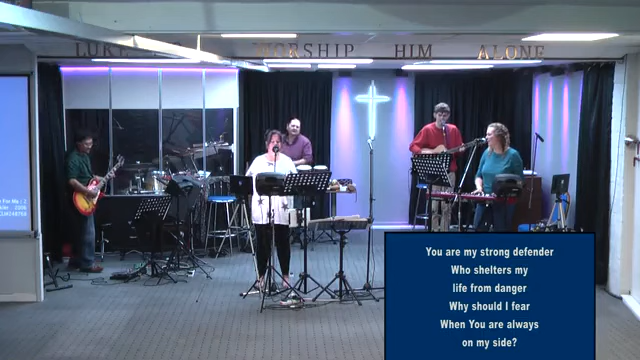 LUKE WORSHIP HIM ALONE
You are my strong defender
Who shelters my
life from danger
Why should I fear
When You are always
on my side?